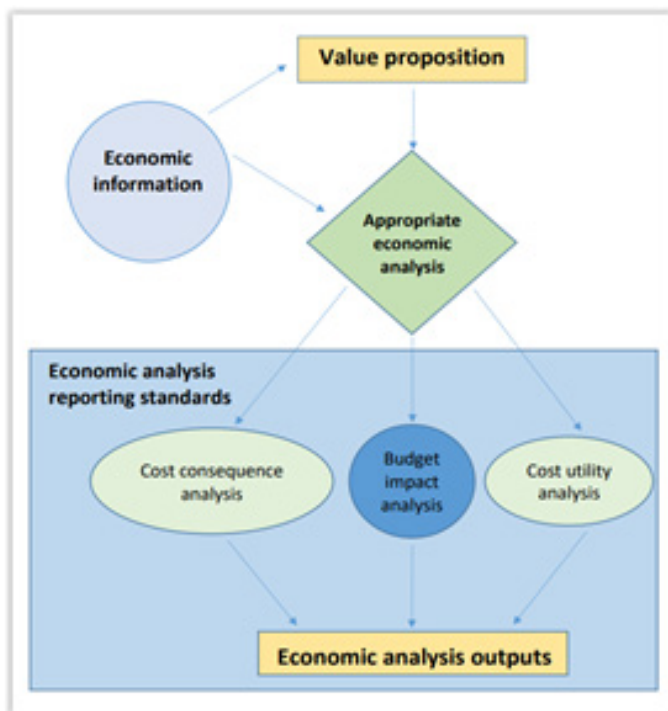 Value proposition
Economic
information
Appropriate
economic
analysis
Economic analysis
reporting standards
Cost consequence
analysis
Budget
impact
analysis
Cost utility
analysis
Economic analysis outputs